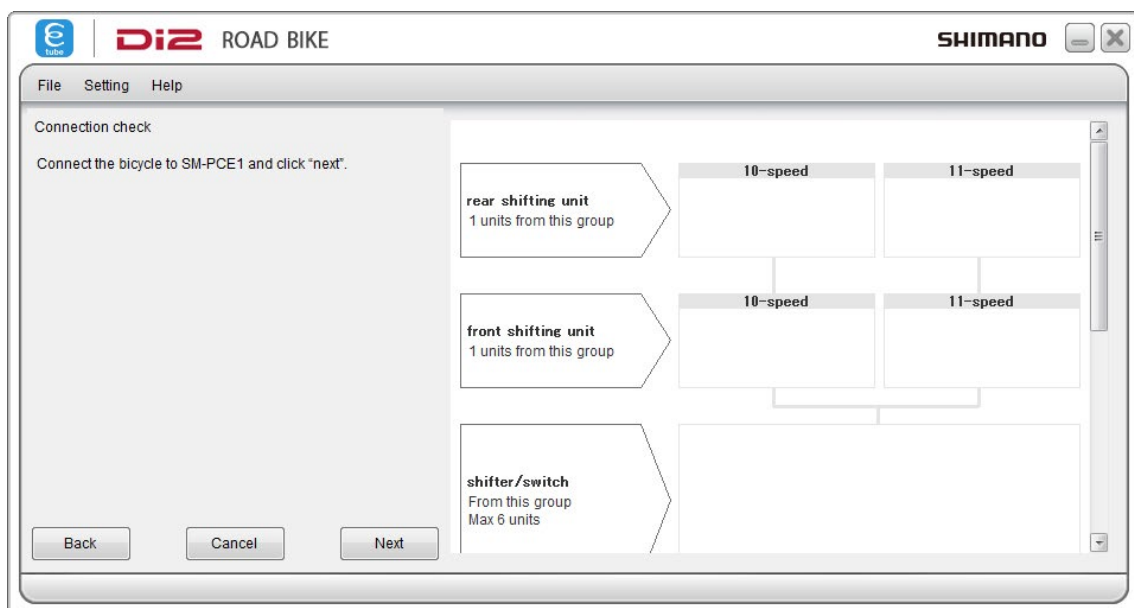 e tube Di2 ROAD BIKE SHIMANO
File Setting Help
Connection check
Connect the bicycle to SM-PCE1 and click "next".
Back Cancel Next
rear shifting unit
1 units from this group
10-speed 11-speed
front shifting unit
1 units from this group
10-speed 11-speed
shifter/switch
From this group
Max 6 units